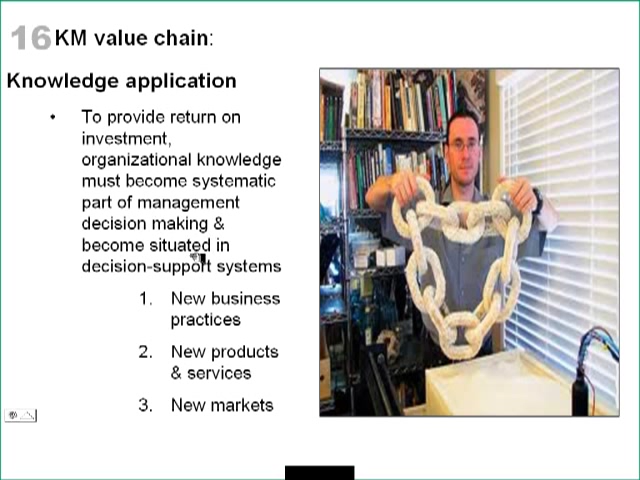 16 KM value chain:
Knowledge application
• To provide return on
investment,
organizational knowledge
must become systematic
part of management
decision making &
become situated in
decision-support systems
1. New business
practices
2. New products
& services
3. New markets